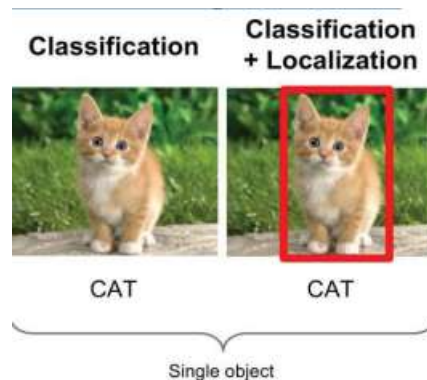 Classification
Classification
+ Localization
CAT
CAT
Single object